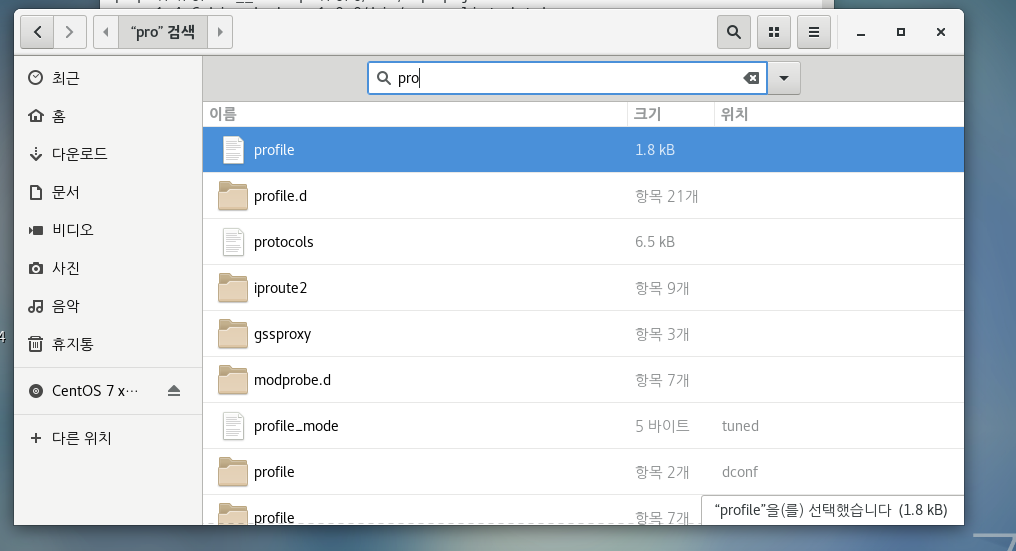 “pro” 검색
pro
최근
홈
다운로드
문서
비디오
사진
음악
휴지통
CentOS 7 x…
다른 위치
이름 크기 위치
profile 1.8 kB
profile.d 항목 21개
protocols 6.5 kB
iproute2 항목 9개
gssproxy 항목 3개
modprobe.d 항목 7개
profile_mode 5 바이트 tuned
profile 항목 2개 dconf
profile 항목 7개
“profile”을(를) 선택했습니다 (1.8 kB)
4